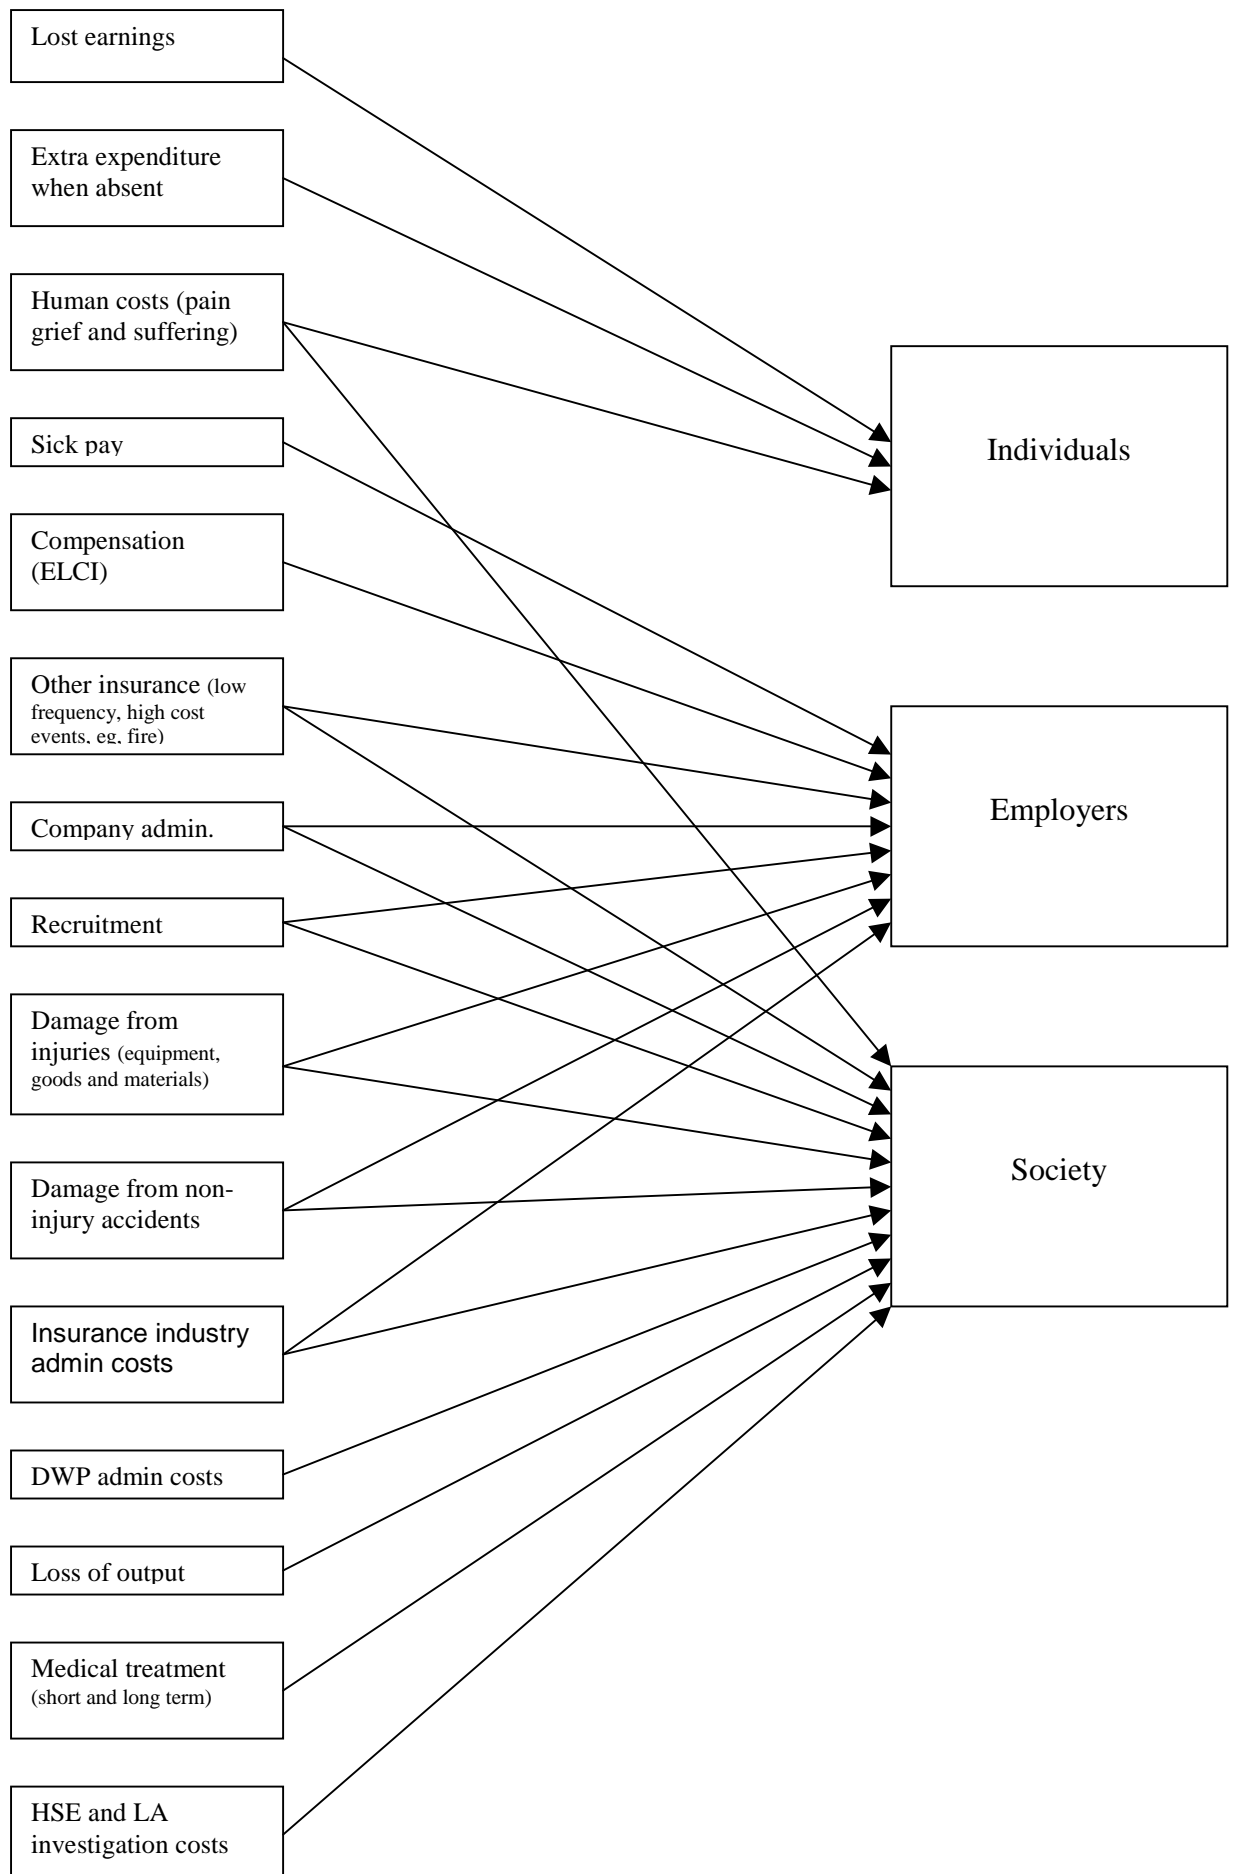 Lost earnings
Extra expenditure
when absent
Human costs (pain
grief and suffering)
Individuals
Sick pay
Compensation
(ELCI)
Other insurance (low
frequency, high cost
events, eg, fire)
Employers
Company admin.
Recruitment
Damage from
injuries (equipment,
goods and materials)
Society
Damage from non-
injury accidents
Insurance industry
admin costs
DWP admin costs
Loss of output
Medical treatment
(short and long term)
HSE and LA
investigation costs